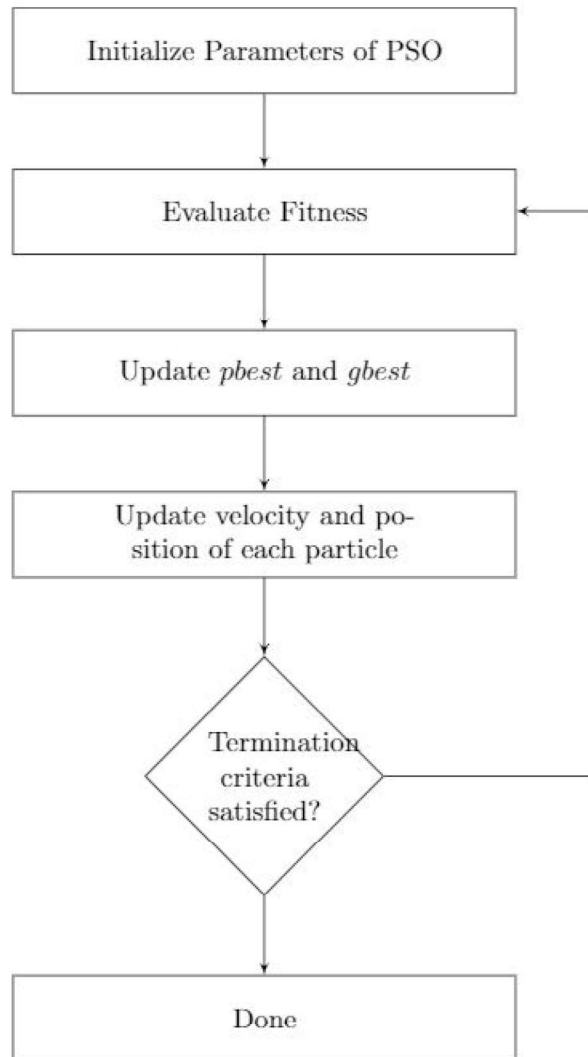 Initialize Parameters of PSO
Evaluate Fitness
Update pbest and gbest
Update velocity and po-
sition of each particle
Termination
criteria
satisfied?
Done